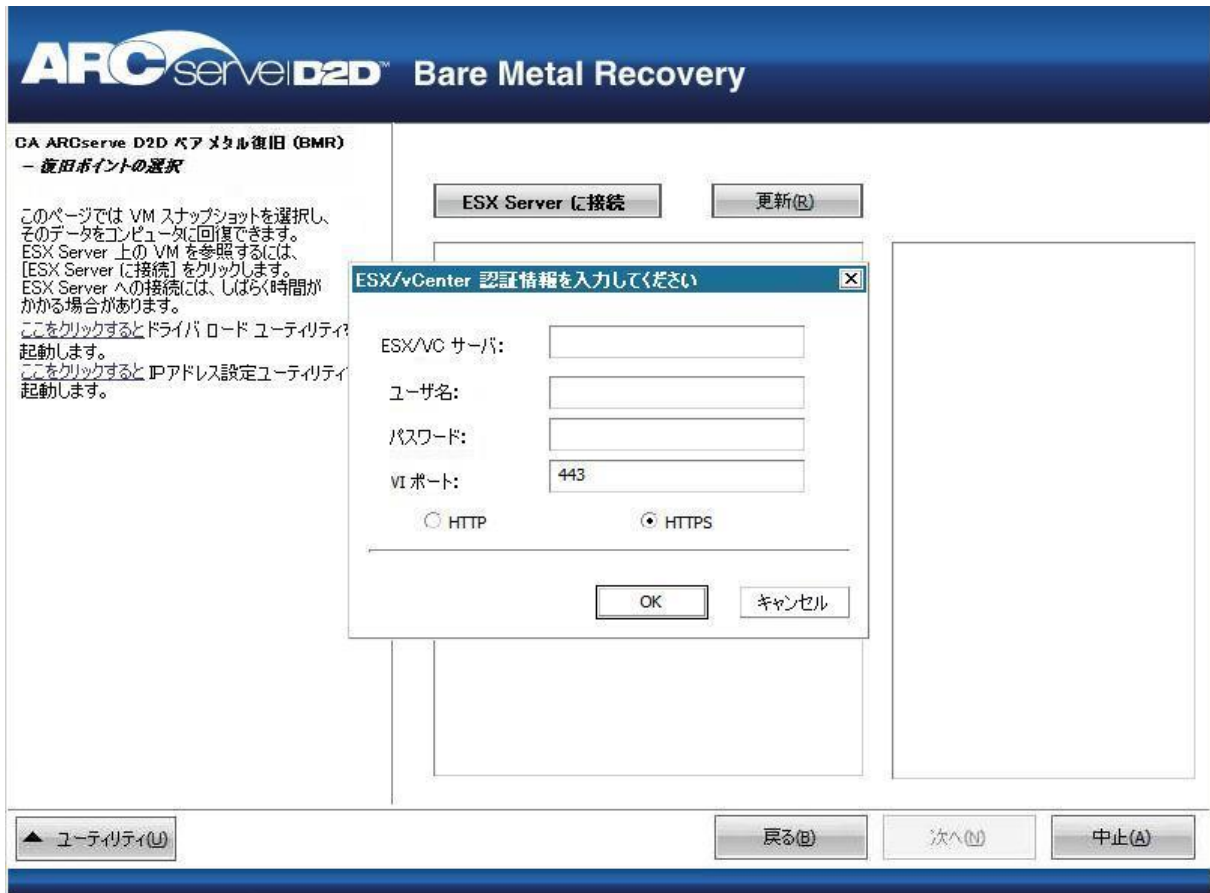 ARCserve D2D™ Bare Metal Recovery
CA ARCserve D2D ベア メタル復旧 (BMR)
- 復旧ポイントの選択
このページでは VM スナップショットを選択し、
そのデータをコンピュータに回復できます。
ESX Server 上の VM を参照するには、
[ESX Server に接続] をクリックします。
ESX Server への接続には、しばらく時間が
かかる場合があります。
ここをクリックするとドライバ ロード ユーティリティを
起動します。
ここをクリックすると IPアドレス設定ユーティリティ
起動します。
ESX Server に接続
更新(R)
ESX/vCenter 認証情報を入力してください
ESX/VC サーバ:
ユーザ名:
パスワード:
VI ポート:
443
HTTP
HTTPS
OK
キャンセル
ユーティリティ(U)
戻る(B)
次へ(N)
中止(A)